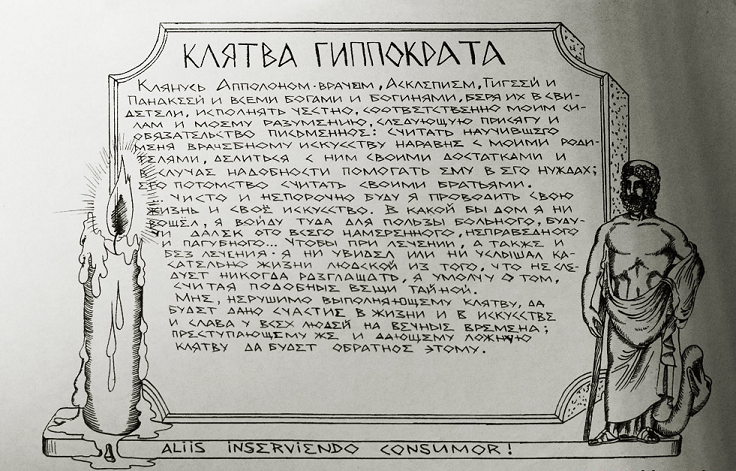 КЛЯТВА ГИППОКРАТА
Клянусь Апполоном-врачем, Асклепием, Гигеей и
Панакеей и всеми богами и богинями, беря их в сви-
детели, исполнять честно, соответственно моим си-
лам и моему разумению, следующую присягу и
обязательство письменное: считать научившего
меня врачебному искусству наравне с моими роди-
телями, делиться с ним своими достатками и
в случае надобности помогать ему в его нуждах;
его потомство считать своими братьями.
Чисто и непорочно буду я проводить свою
жизнь и своё искусство. В какой бы дом я ни
вошел, я войду туда для пользы больного, буду-
чи далек ото всего намеренного, неправедного
и пагубного... Чтобы при лечении, а также и
без лечения - я ни увидел или ни услышал ка-
сательно жизни людской из того, что не сле-
дует никогда разглащать, я умолчу о том,
считая подобные вещи тайной.
Мне, нерушимо выполняющему клятву, да
будет дано счастие в жизни и в искусстве
и слава у всех людей на вечные времена;
преступающему же и дающему ложную
клятву да будет обратное этому.
ALIIS INSERVIENDO CONSUMOR!